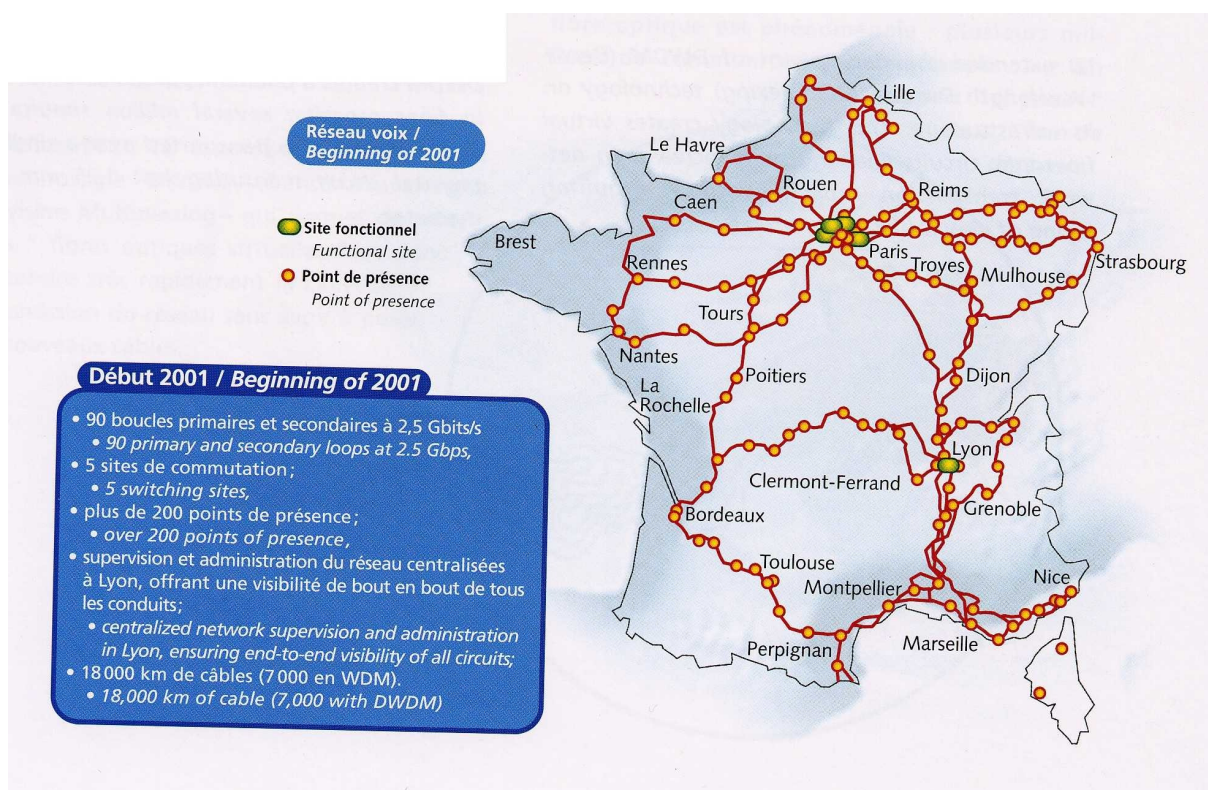 Réseau voix /
Beginning of 2001
Site fonctionnel
Functional site
Point de présence
Point of presence
Début 2001 / Beginning of 2001
• 90 boucles primaires et secondaires à 2,5 Gbits/s
• 90 primary and secondary loops at 2.5 Gbps,
• 5 sites de commutation ;
• 5 switching sites,
• plus de 200 points de présence ;
• over 200 points of presence,
• supervision et administration du réseau centralisées
à Lyon, offrant une visibilité de bout en bout de tous
les conduits ;
• centralized network supervision and administration
in Lyon, ensuring end-to-end visibility of all circuits;
• 18 000 km de câbles (7 000 en WDM).
• 18,000 km of cable (7,000 with DWDM)
Lille
Le Havre
Rouen
Reims
Caen
Brest
Paris
Troyes
Mulhouse
Strasbourg
Rennes
Tours
Nantes
Poitiers
Dijon
La
Rochelle
Lyon
Clermont-Ferrand
Grenoble
Bordeaux
Toulouse
Montpellier
Nice
Perpignan
Marseille